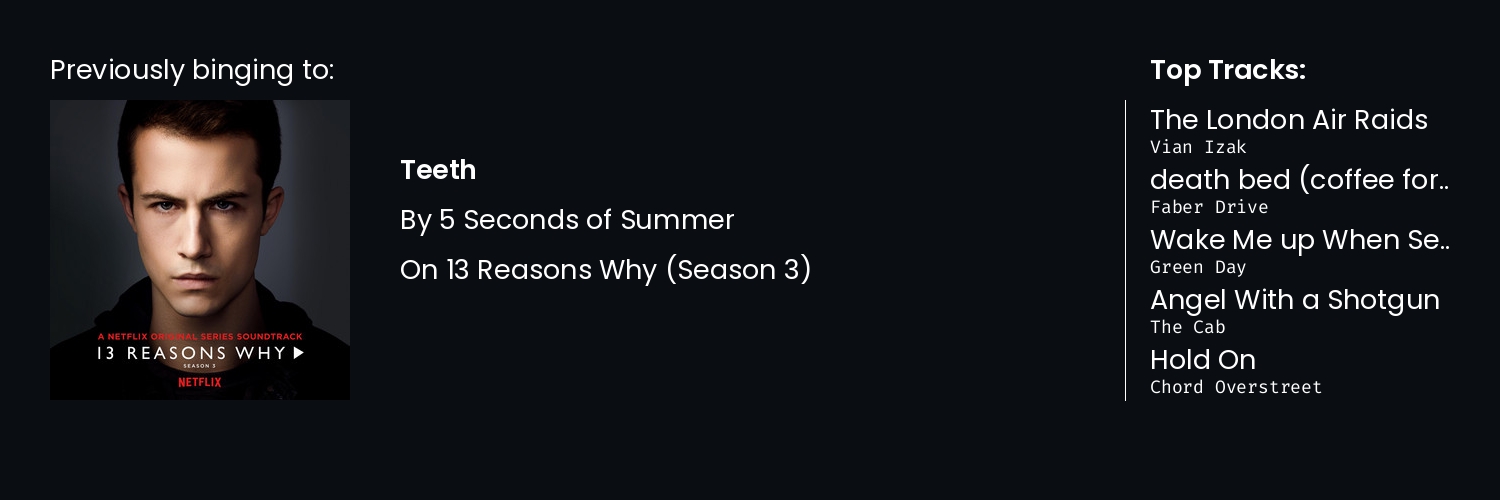 Previously binging to:
A NETFLIX ORIGINAL SERIES SOUNDTRACK
13 REASONS WHY
SEASON 3
NETFLIX
Teeth
By 5 Seconds of Summer
On 13 Reasons Why (Season 3)
Top Tracks:
The London Air Raids
Vian Izak
death bed (coffee for..
Faber Drive
Wake Me up When Se..
Green Day
Angel With a Shotgun
The Cab
Hold On
Chord Overstreet